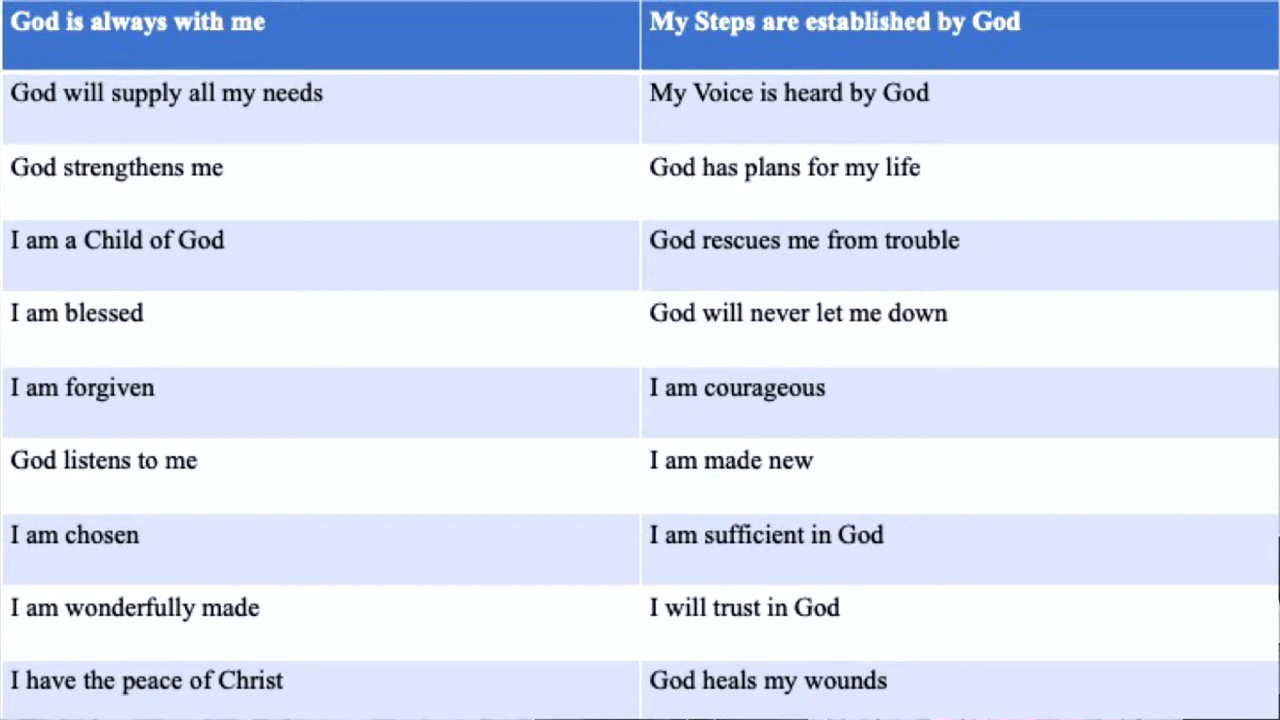 God is always with me
My Steps are established by God
God will supply all my needs
My Voice is heard by God
God strengthens me
God has plans for my life
I am a Child of God
God rescues me from trouble
I am blessed
God will never let me down
I am forgiven
I am courageous
God listens to me
I am made new
I am chosen
I am sufficient in God
I am wonderfully made
I will trust in God
I have the peace of Christ
God heals my wounds